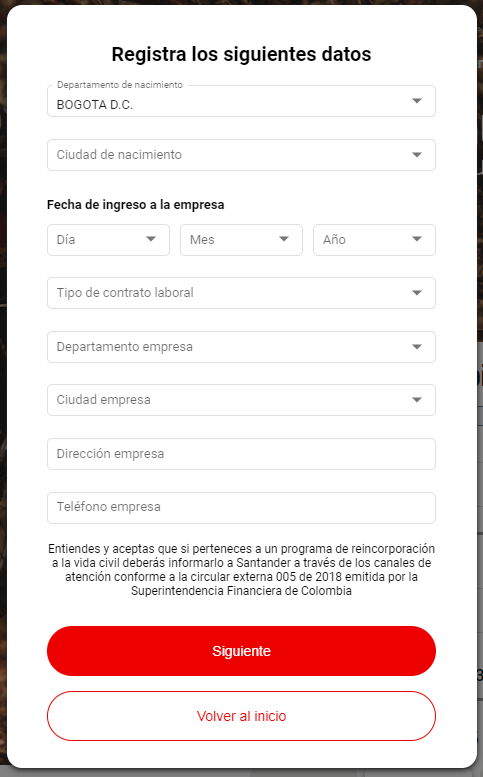 Registra los siguientes datos
Departamento de nacimiento
BOGOTA D.C.
Ciudad de nacimiento
Fecha de ingreso a la empresa
Día Mes Año
Tipo de contrato laboral
Departamento empresa
Ciudad empresa
Dirección empresa
Teléfono empresa
Entiendes y aceptas que si perteneces a un programa de reincorporación
a la vida civil deberás informarlo a Santander a través de los canales de
atención conforme a la circular externa 005 de 2018 emitida por la
Superintendencia Financiera de Colombia
Siguiente
Volver al inicio